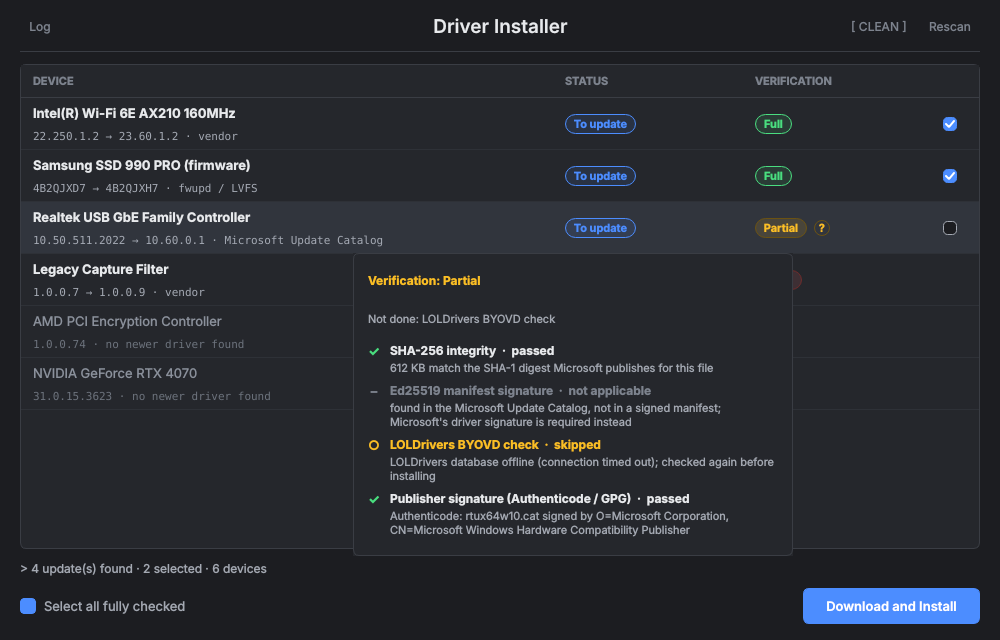 Log
Driver Installer
[ CLEAN ]
Rescan
DEVICE
STATUS
VERIFICATION
Intel(R) Wi-Fi 6E AX210 160MHz
22.250.1.2 → 23.60.1.2 · vendor
To update
Full
Samsung SSD 990 PRO (firmware)
4B2QJXD7 → 4B2QJXH7 · fwupd / LVFS
To update
Full
Realtek USB GbE Family Controller
10.50.511.2022 → 10.60.0.1 · Microsoft Update Catalog
To update
Partial
?
Legacy Capture Filter
1.0.0.7 → 1.0.0.9 · vendor
AMD PCI Encryption Controller
1.0.0.74 · no newer driver found
NVIDIA GeForce RTX 4070
31.0.15.3623 · no newer driver found
Verification: Partial
Not done: LOLDrivers BYOVD check
SHA-256 integrity · passed
612 KB match the SHA-1 digest Microsoft publishes for this file
– Ed25519 manifest signature · not applicable
found in the Microsoft Update Catalog, not in a signed manifest;
Microsoft's driver signature is required instead
LOLDrivers BYOVD check · skipped
LOLDrivers database offline (connection timed out); checked again before
installing
Publisher signature (Authenticode / GPG) · passed
Authenticode: rtux64w10.cat signed by O=Microsoft Corporation,
CN=Microsoft Windows Hardware Compatibility Publisher
> 4 update(s) found · 2 selected · 6 devices
Select all fully checked
Download and Install